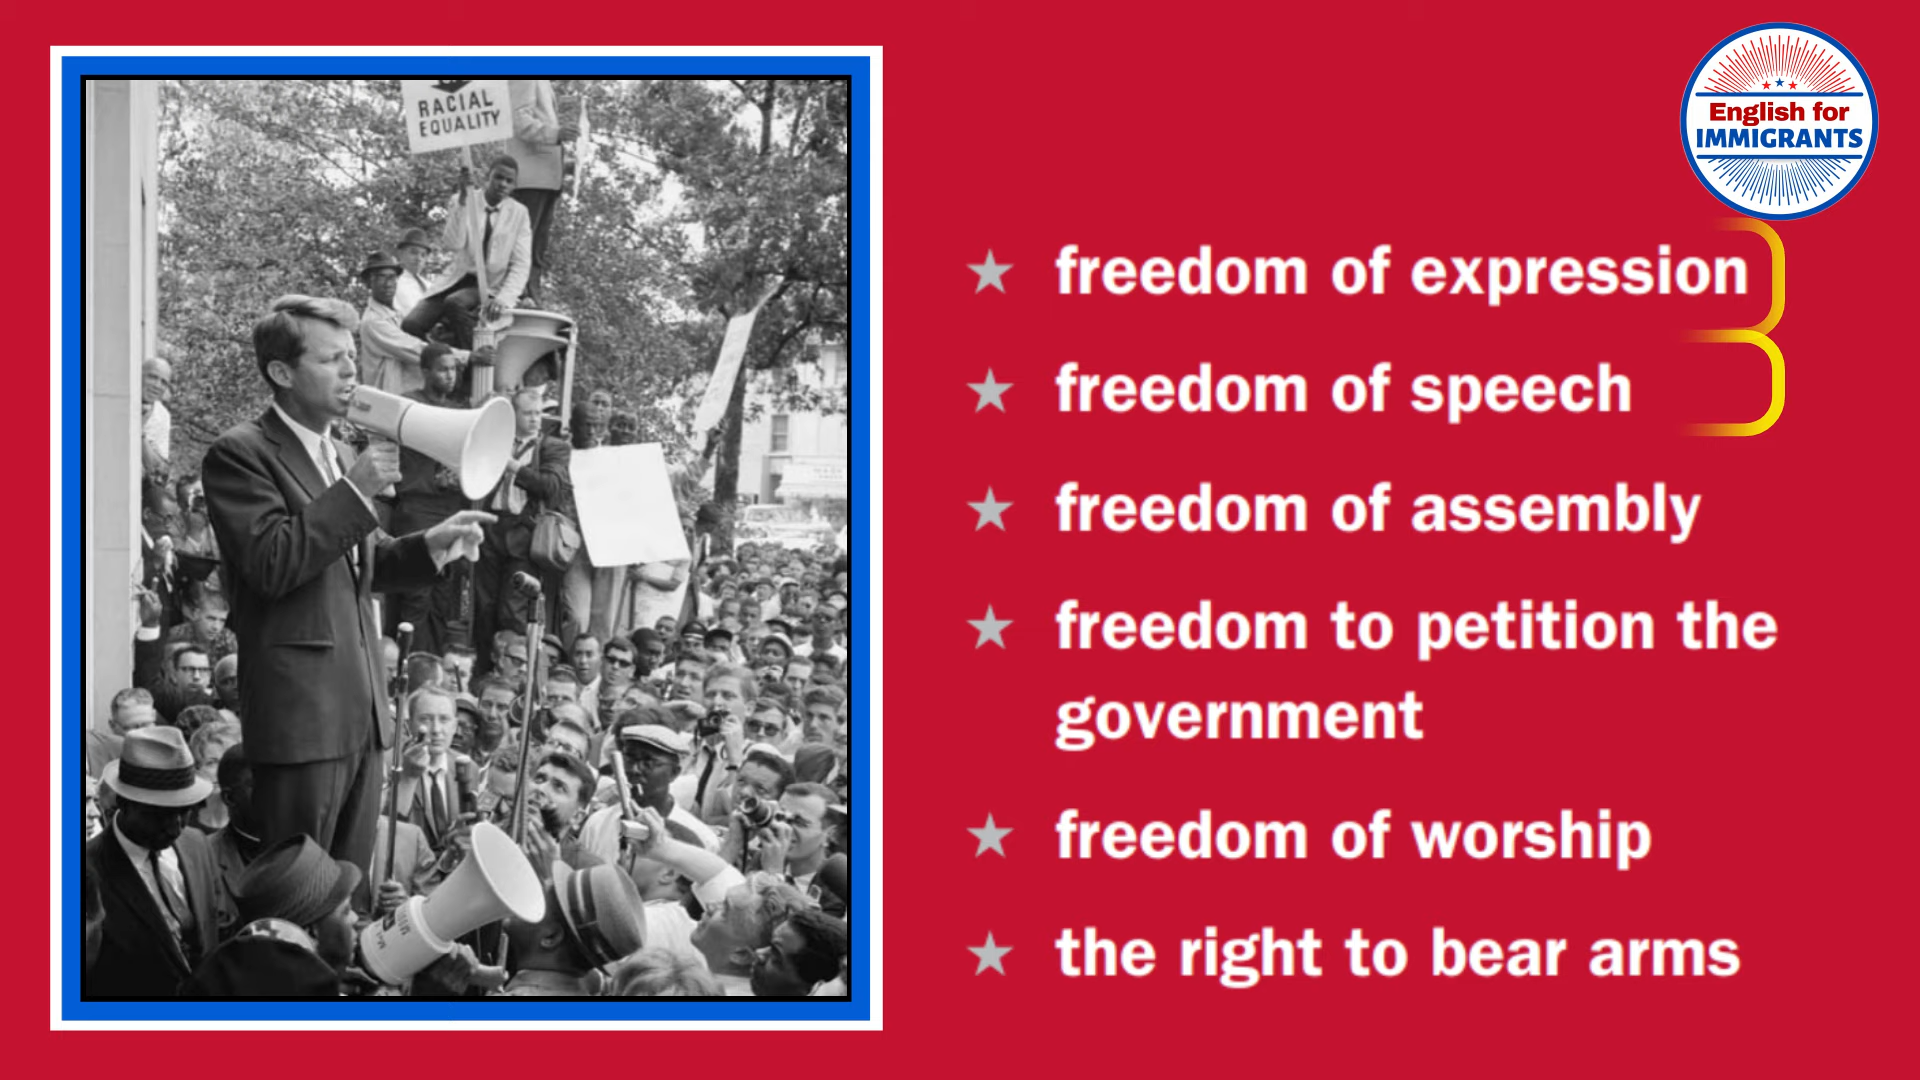 RACIAL
EQUALITY
English for
IMMIGRANTS
freedom of expression
freedom of speech
freedom of assembly
freedom to petition the
government
freedom of worship
the right to bear arms